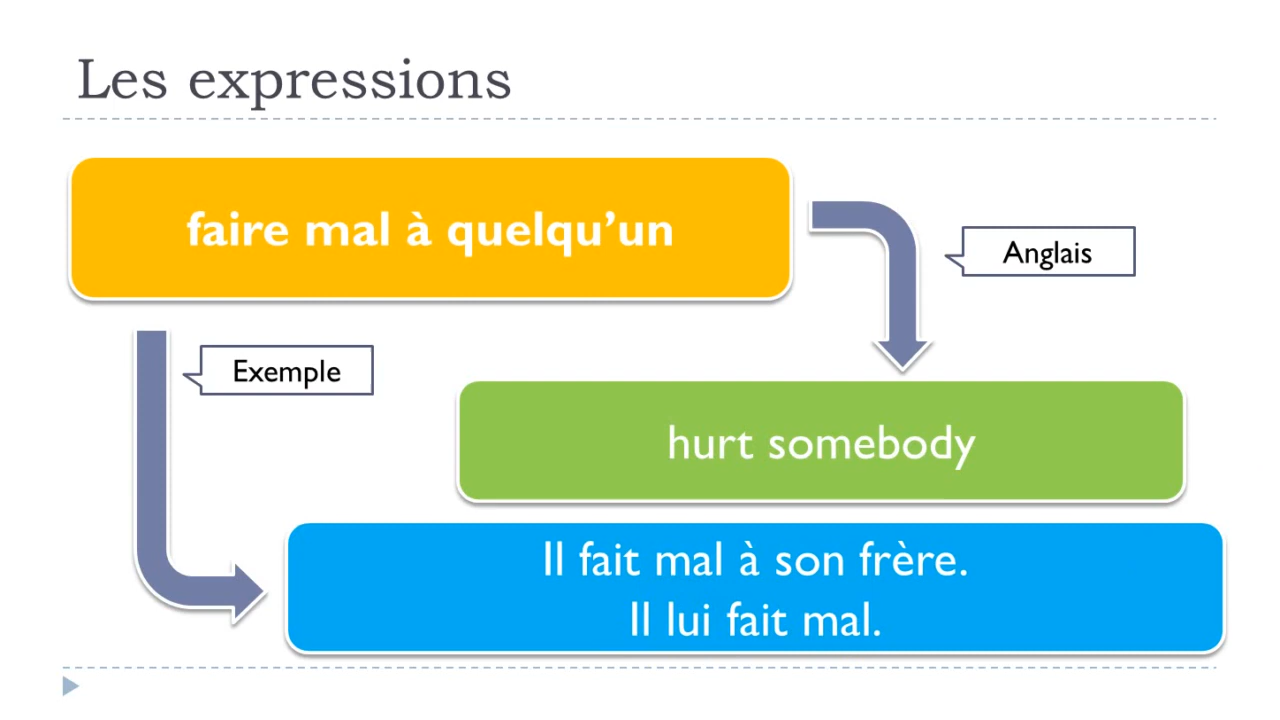 Les expressions
faire mal à quelqu’un
Anglais
Exemple
hurt somebody
Il fait mal à son frère.
Il lui fait mal.